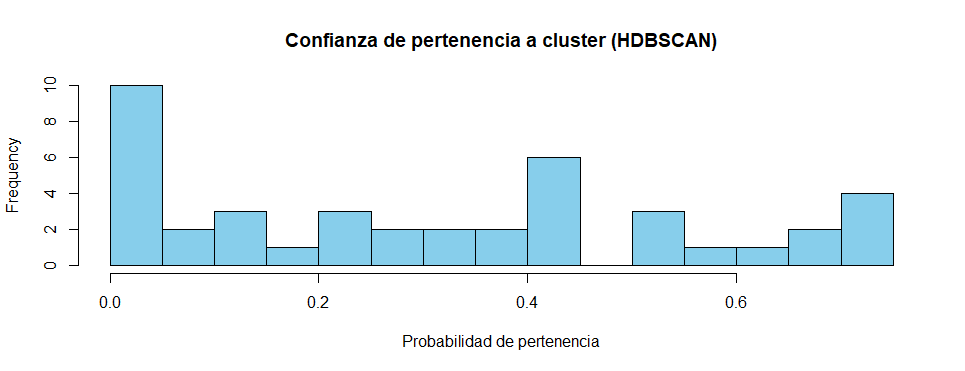 Confianza de pertenencia a cluster (HDBSCAN)
Frequency
10
8
6
4
2
0
0.0 0.2 0.4 0.6
Probabilidad de pertenencia